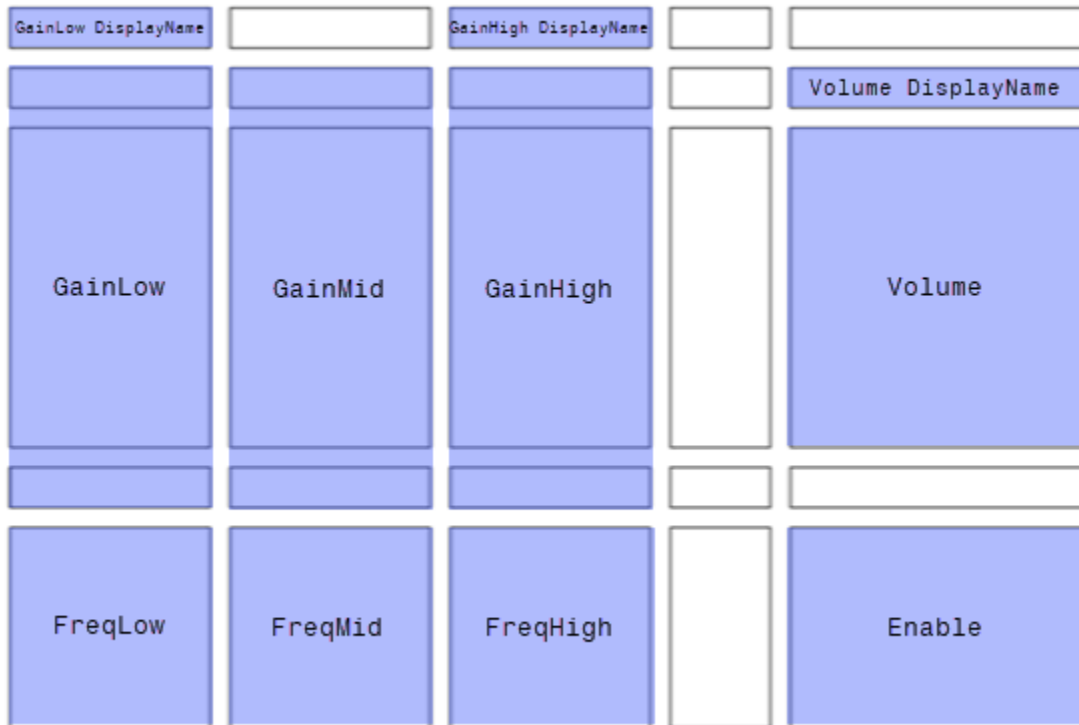 GainLow DisplayName
GainHigh DisplayName
Volume DisplayName
GainLow
GainMid
GainHigh
Volume
FreqLow
FreqMid
FreqHigh
Enable